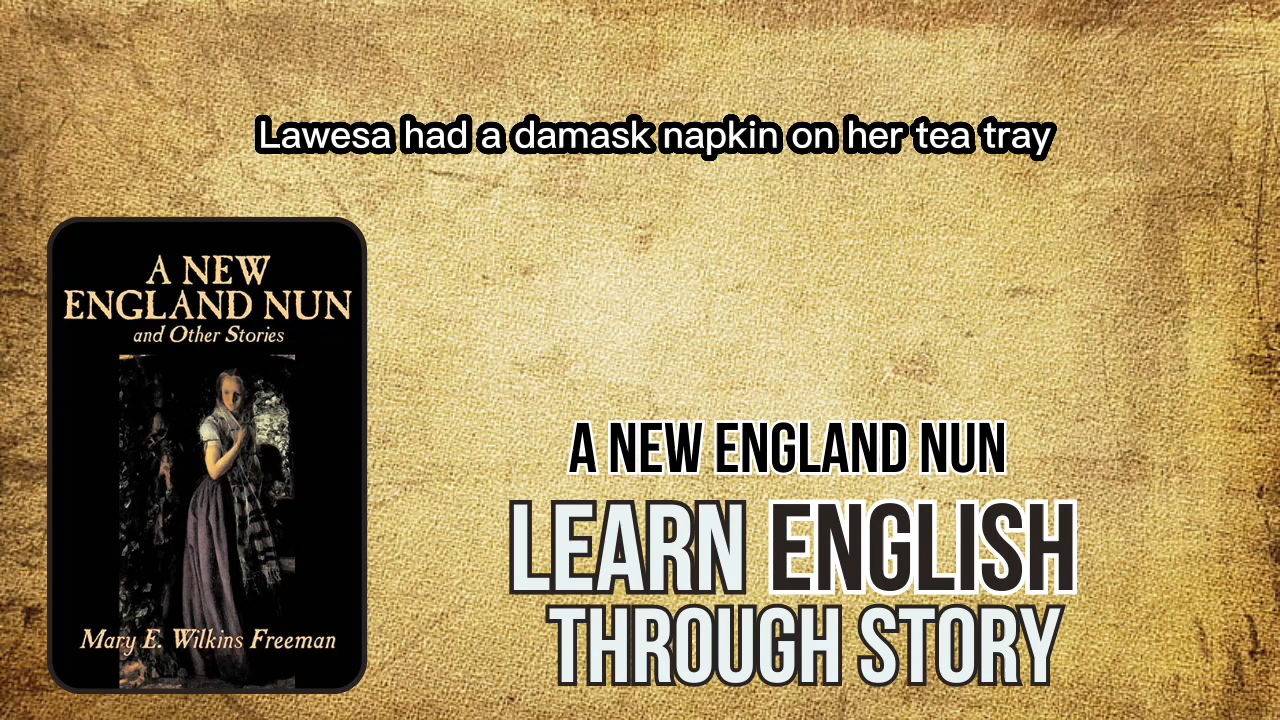 Lawesa had a damask napkin on her tea tray
A NEW
ENGLAND NUN
and Other Stories
Mary E. Wilkins Freeman
A NEW ENGLAND NUN
LEARN ENGLISH
THROUGH STORY